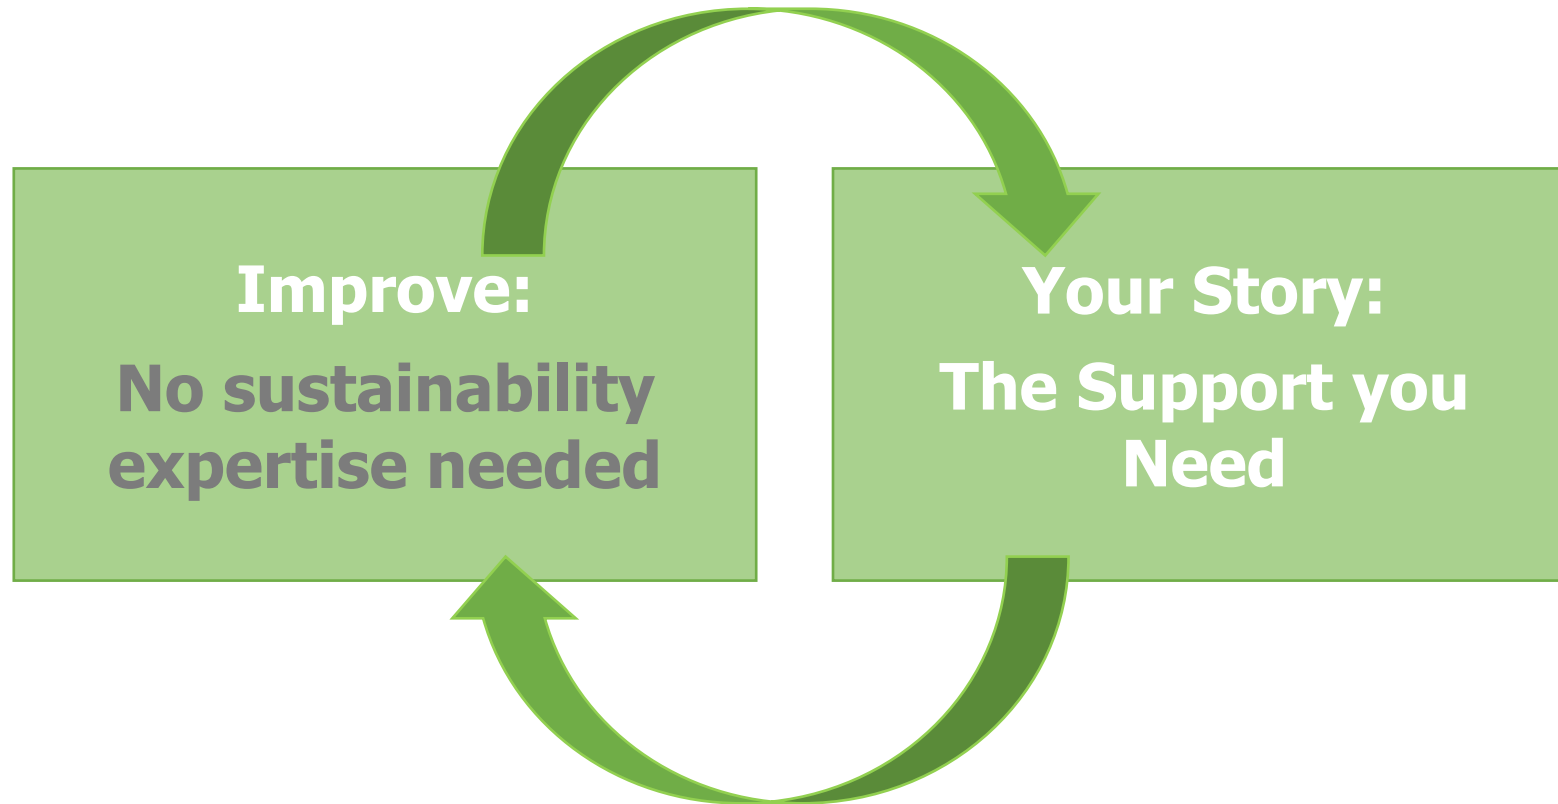 Improve:
No sustainability
expertise needed
Your Story:
The Support you
Need